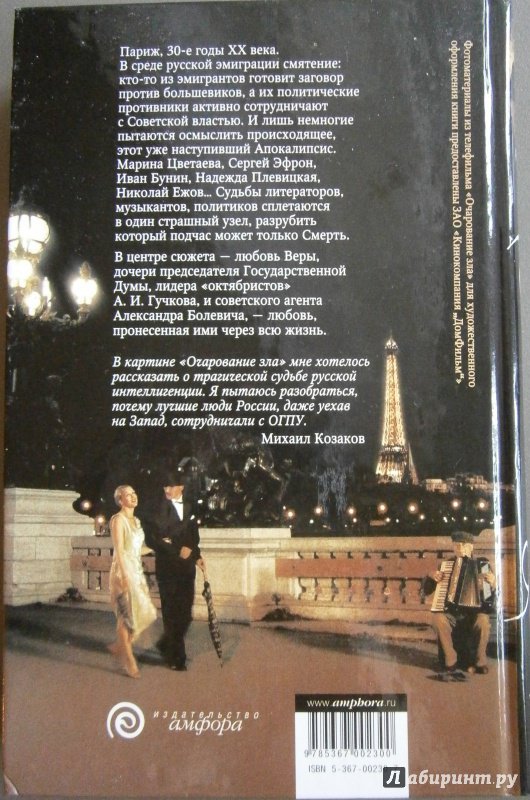 Париж, 30-е годы XX века.
В среде русской эмиграции смятение:
кто-то из эмигрантов готовит заговор
против большевиков, а их политические
противники активно сотрудничают
с Советской властью. И лишь немногие
пытаются осмыслить происходящее,
этот уже наступивший Апокалипсис.
Марина Цветаева, Сергей Эфрон,
Иван Бунин, Надежда Плевицкая,
Николай Ежов... Судьбы литераторов,
музыкантов, политиков сплетаются
в один страшный узел, разрубить
который подчас может только Смерть.
В центре сюжета — любовь Веры,
дочери председателя Государственной
Думы, лидера «октябристов»
А. И. Гучкова, и советского агента
Александра Болевича, — любовь,
пронесенная ими через всю жизнь.
В картине «Очарование зла» мне хотелось
рассказать о трагической судьбе русской
интеллигенции. Я пытаюсь разобраться,
почему лучшие люди России, даже уехав
на Запад, сотрудничали с ОГПУ.
Михаил Козаков
Фотоматериалы из телефильма «Очарование зла» для художественного
оформления книги предоставлены ЗАО «Кинокомпания „ДомФильм“».
издательство
амфора
www.amphora.ru
9785367002300
ISBN 5-367-0023
Лабиринт.ру